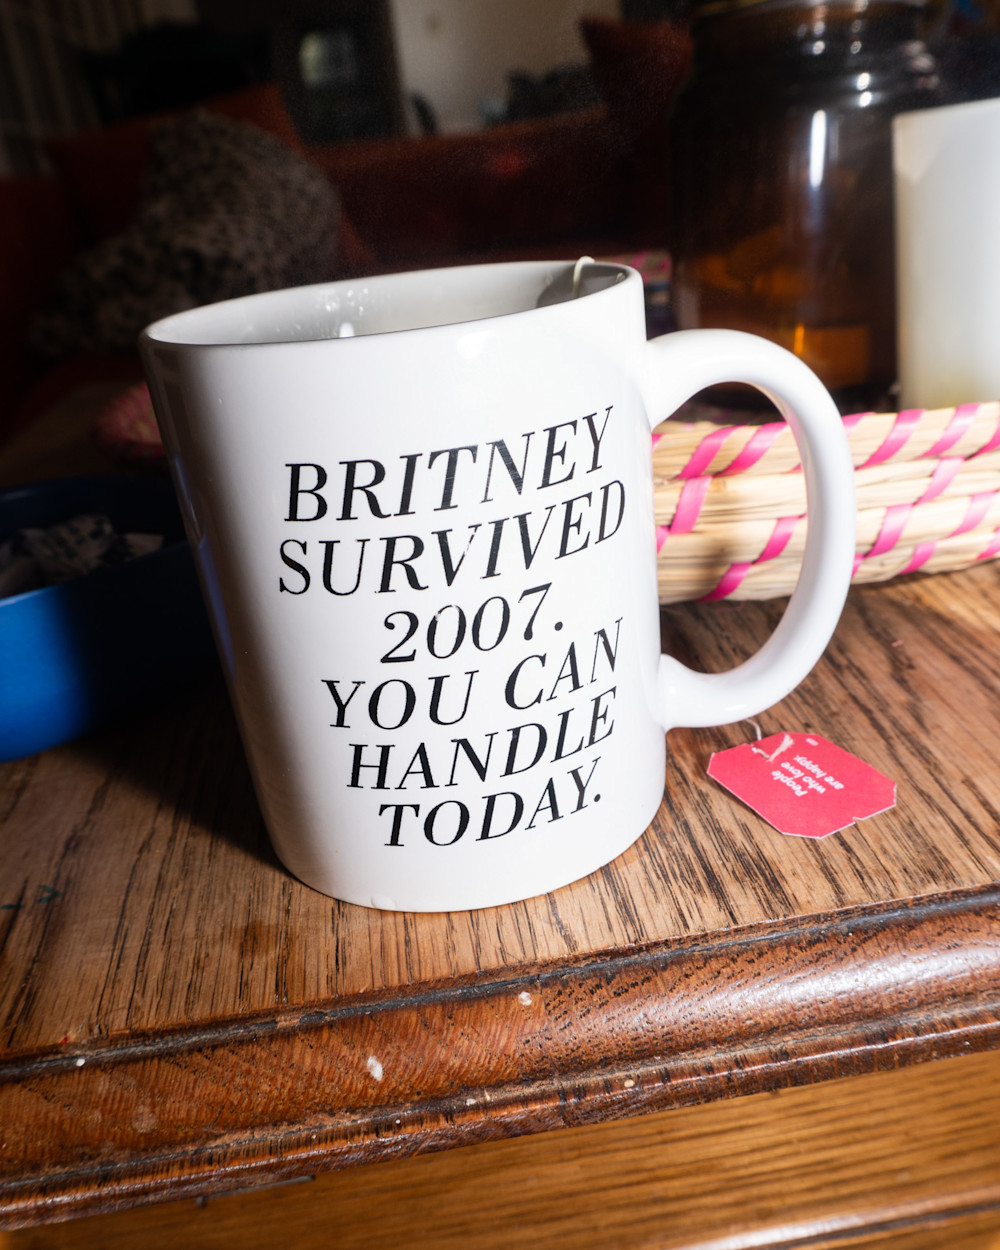 BRITNEY
SURVIVED
2007.
YOU CAN
HANDLE
TODAY.
People
who love
are happy.